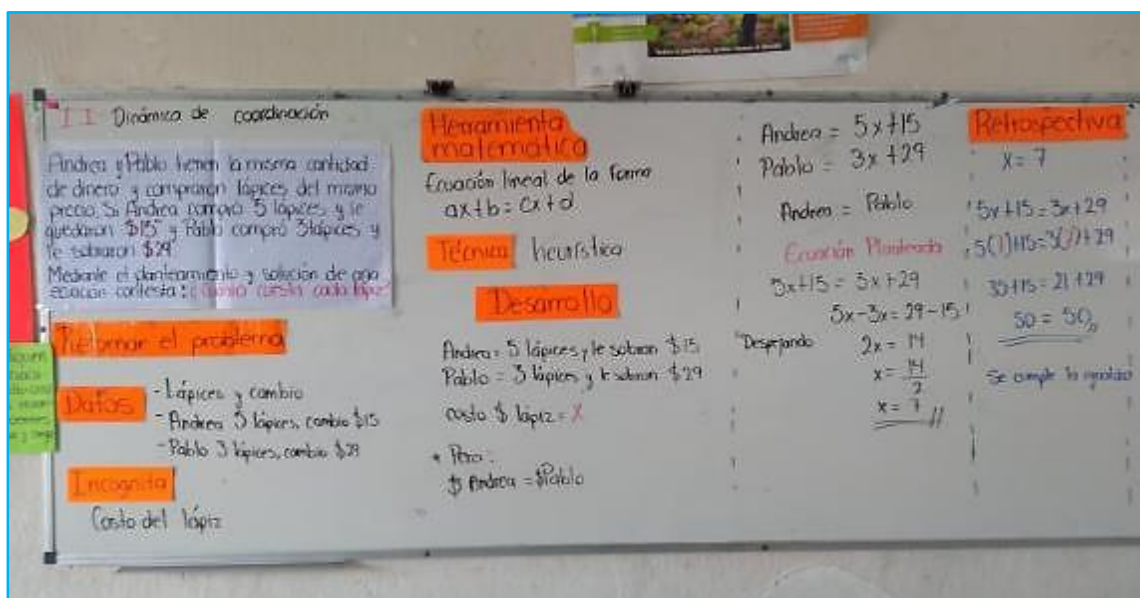 II Dinámica de coordinación
Andrea y Pablo tienen la misma cantidad
de dinero y compraron lápices del mismo
precio. Si Andrea compró 5 lápices y le
quedaron $15 y Pablo compró 3 lápices y
le sobraron $29
Mediante el planteamiento y solución de una
ecuación contesta: ¿Cuánto cuesta cada lápiz?
Retomar el problema
Datos
- Lápices y cambio
- Andrea 5 lápices, cambio $15
- Pablo 3 lápices, cambio $29
Incógnita
Costo del lápiz
Herramienta
matemática
Ecuación lineal de la forma
ax+b = cx+d
Técnica heurística
Desarrollo
Andrea = 5 lápices y le sobran $15
Pablo = 3 lápices y le sobran $29
costo $ lápiz = x
* Pero:
$ Andrea = $ Pablo
Andrea = 5x+15
Pablo = 3x+29
Andrea = Pablo
Ecuación Planteada
5x+15 = 3x+29
5x-3x = 29-15
Despejando 2x = 14
x = 14/2
x = 7
Retrospectiva
x = 7
5x+15 = 3x+29
5(7)+15 = 3(7)+29
35+15 = 21+29
50 = 50
Se cumple la igualdad